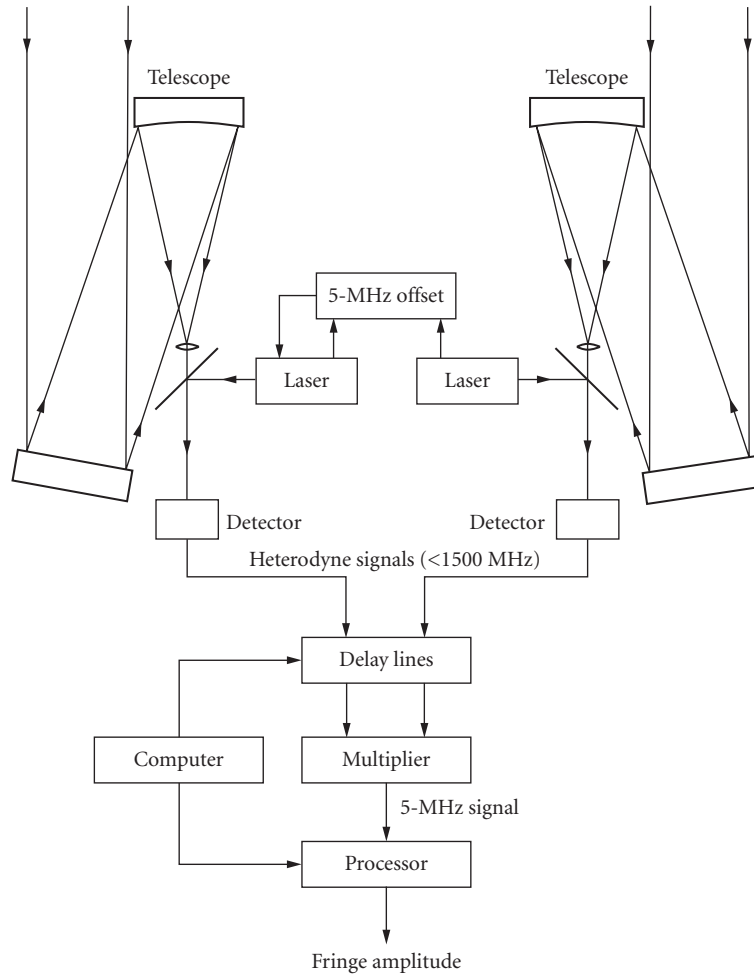 Telescope
Telescope
5-MHz offset
Laser
Laser
Detector
Detector
Heterodyne signals (<1500 MHz)
Delay lines
Computer
Multiplier
5-MHz signal
Processor
Fringe amplitude